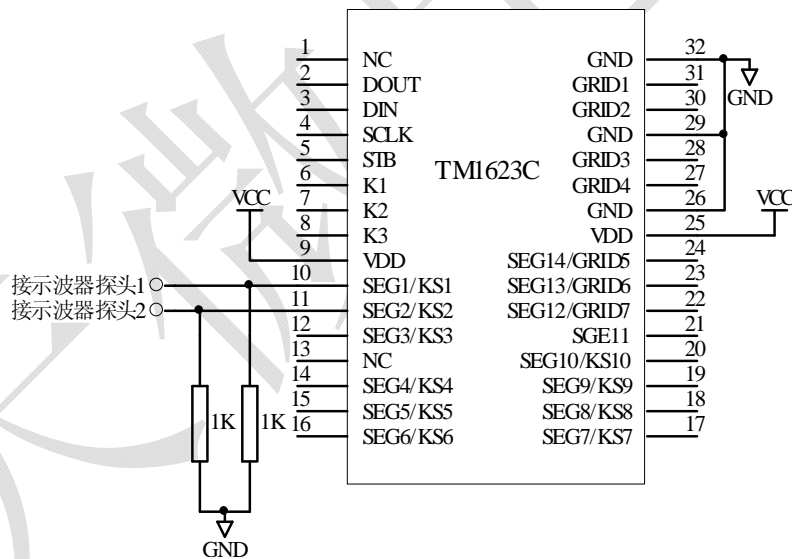 TM1623C
1 NC
2 DOUT
3 DIN
4 SCLK
5 STB
6 K1
7 K2
8 K3
9 VDD
10 SEG1/KS1
11 SEG2/KS2
12 SEG3/KS3
13 NC
14 SEG4/KS4
15 SEG5/KS5
16 SEG6/KS6
GND 32
GRID1 31
GRID2 30
GND 29
GRID3 28
GRID4 27
GND 26
VDD 25
SEG14/GRID5 24
SEG13/GRID6 23
SEG12/GRID7 22
SGE11 21
SEG10/KS10 20
SEG9/KS9 19
SEG8/KS8 18
SEG7/KS7 17
VCC
接示波器探头1
接示波器探头2
1K
1K
GND
GND
VCC